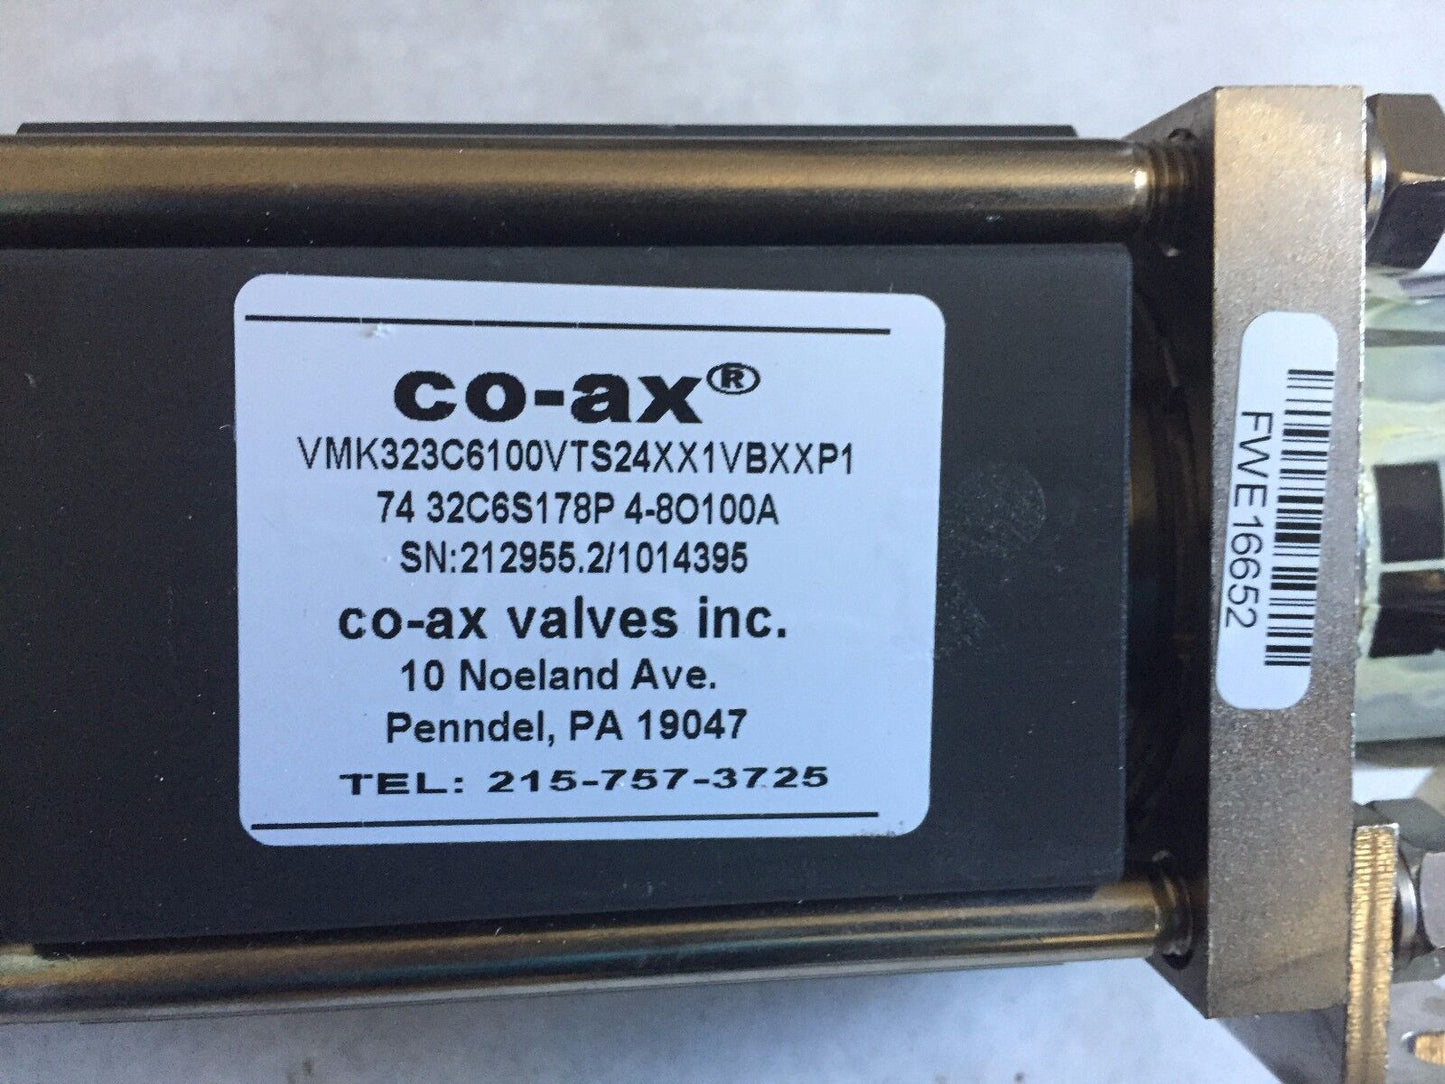 co-ax®
VMK323C6100VTS24XX1VBXXP1
74 32C6S178P 4-8O100A
SN:212955.2/1014395
co-ax valves inc.
10 Noeland Ave.
Penndel, PA 19047
TEL: 215-757-3725
FWE16652